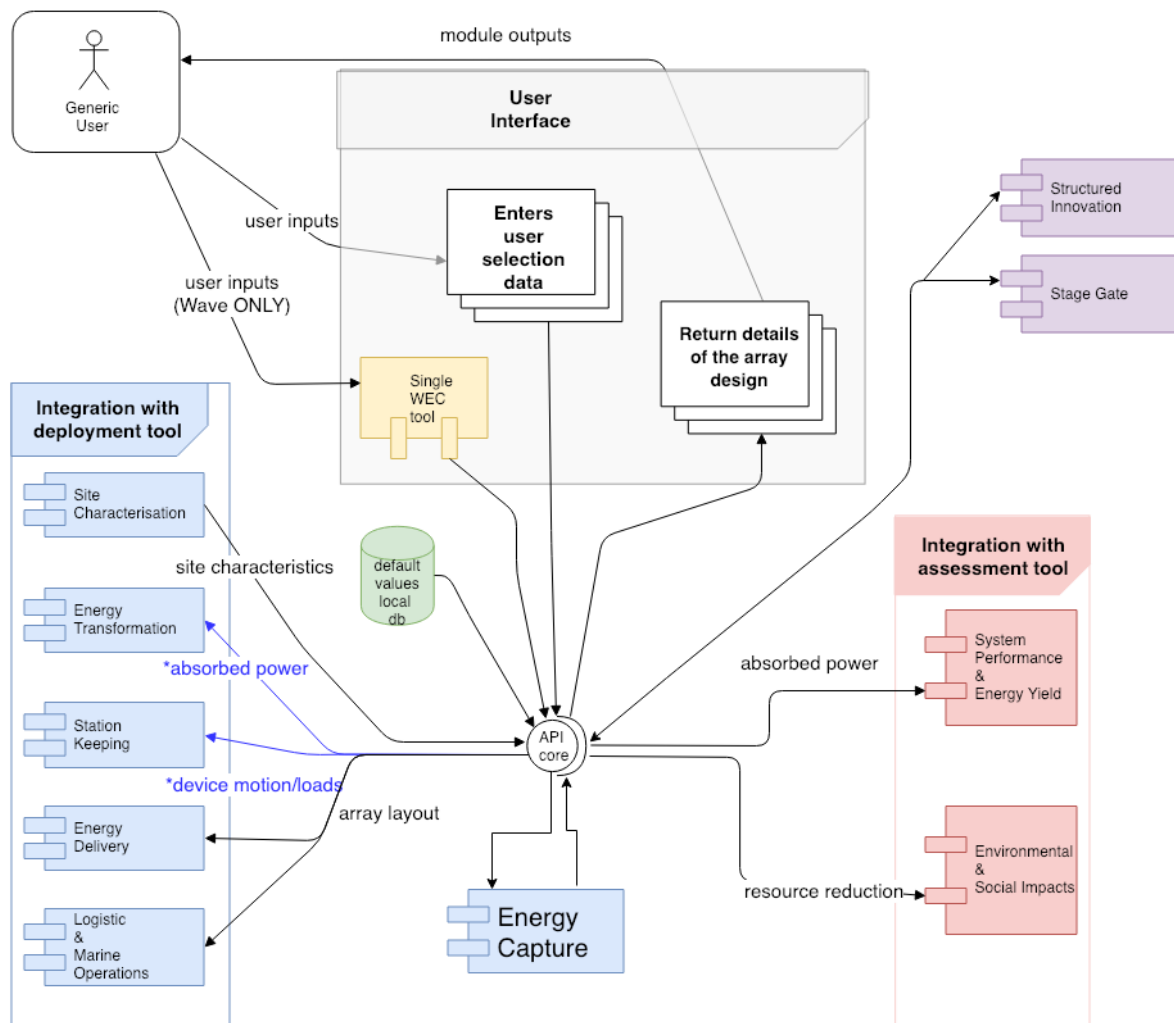 module outputs
Generic
User
User
Interface
user inputs
Enters
user
selection
data
Structured
Innovation
Stage Gate
user inputs
(Wave ONLY)
Return details
of the array
design
Single
WEC
tool
Integration with
deployment tool
Site
Characterisation
site characteristics
default
values
local
db
Integration with
assessment tool
Energy
Transformation
*absorbed power
System
Performance
&
Energy Yield
absorbed power
Station
Keeping
API
core
*device motion/loads
array layout
Energy
Delivery
Environmental
&
Social Impacts
resource reduction
Logistic
&
Marine
Operations
Energy
Capture